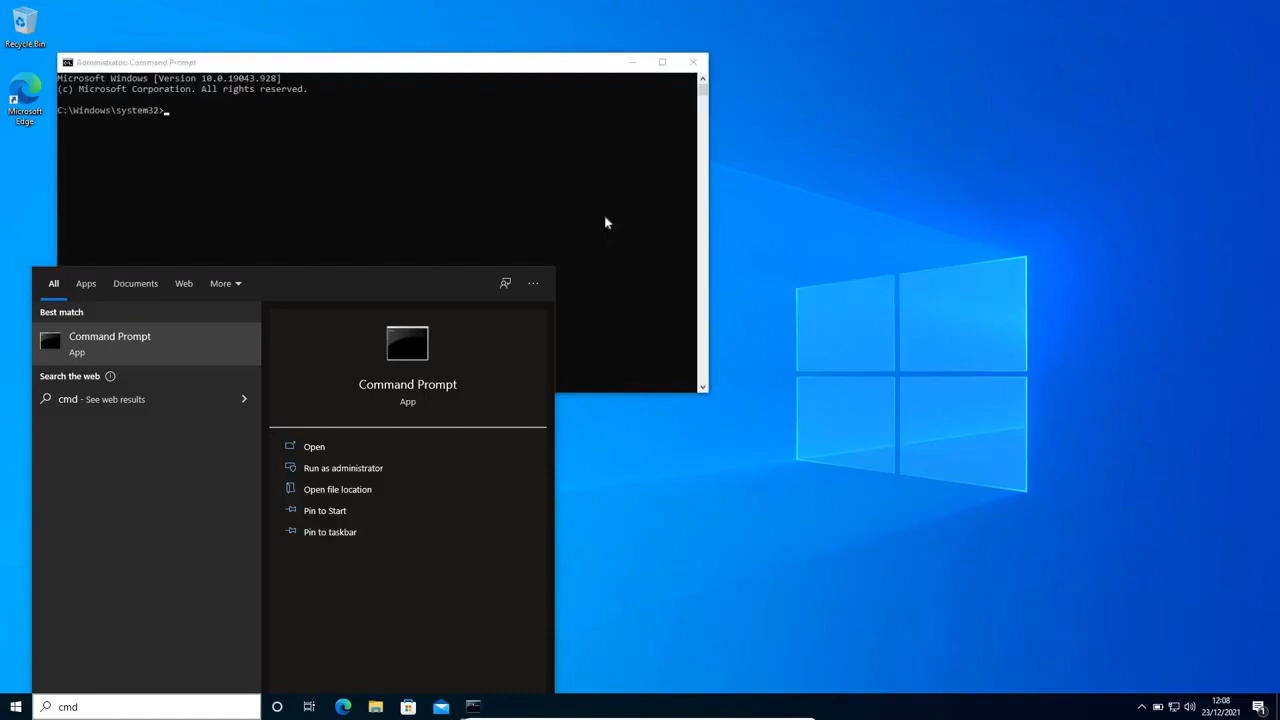 Recycle Bin
Microsoft
Edge
Administrator: Command Prompt
Microsoft Windows [Version 10.0.19043.928]
(c) Microsoft Corporation. All rights reserved.
C:\Windows\system32>_
All Apps Documents Web More
Best match
Command Prompt
App
Search the web
cmd - See web results
Command Prompt
App
Open
Run as administrator
Open file location
Pin to Start
Pin to taskbar
cmd
12:08
23/12/2021
1